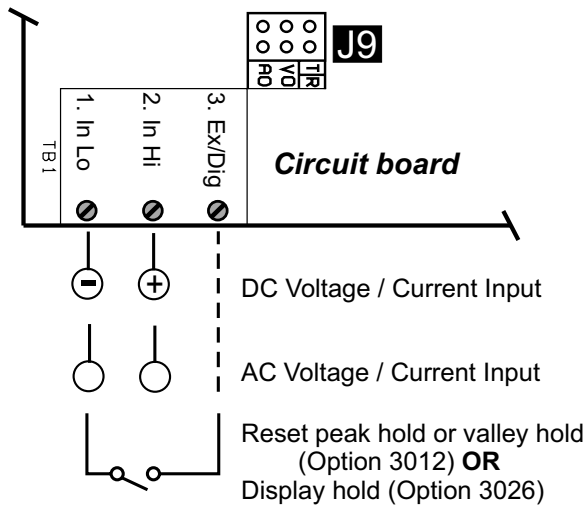 J9
AO
VO
T/R
1. In Lo
2. In Hi
3. Ex/Dig
TB1
Circuit board
DC Voltage / Current Input
AC Voltage / Current Input
Reset peak hold or valley hold
(Option 3012) OR
Display hold (Option 3026)